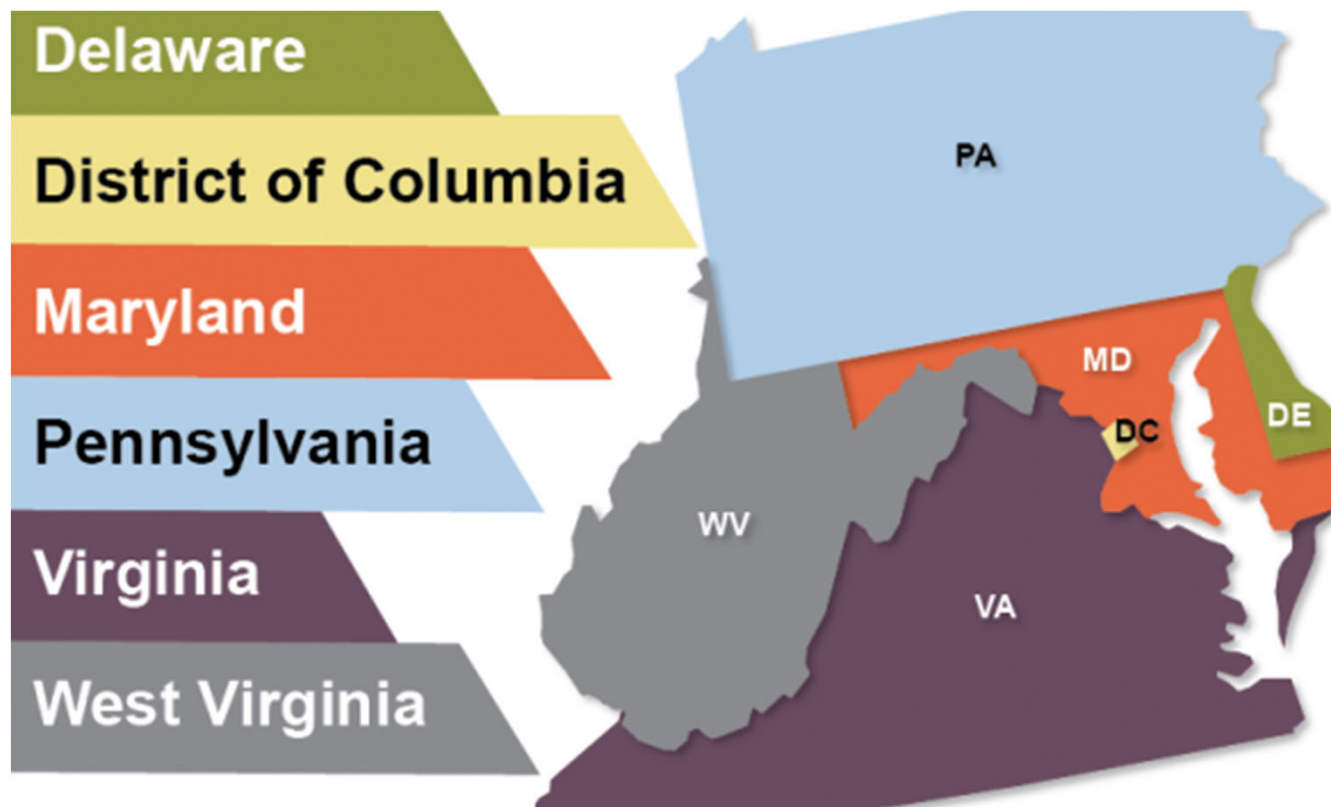 Delaware
District of Columbia
Maryland
Pennsylvania
Virginia
West Virginia
PA
MD
DC
DE
WV
VA